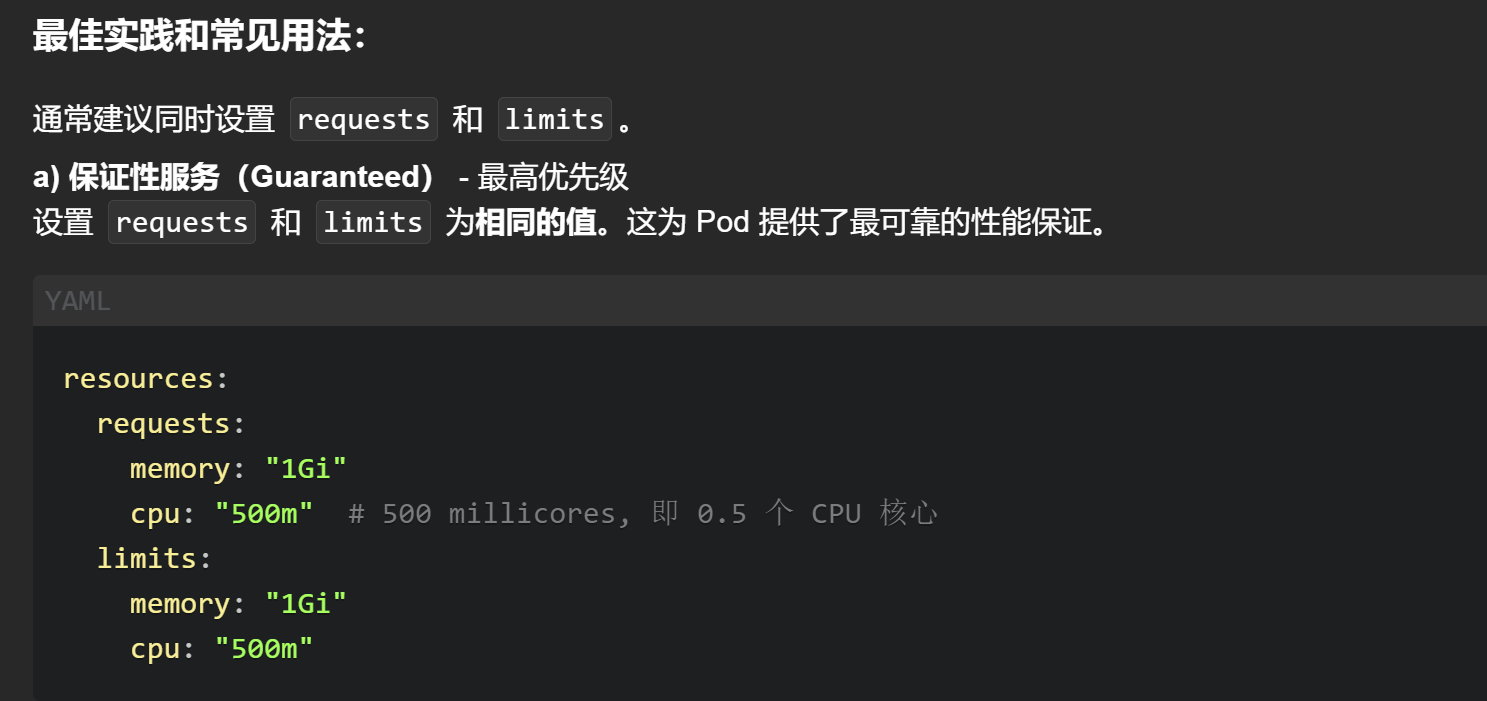 最佳实践和常见用法：
通常建议同时设置 requests 和 limits 。
a) 保证性服务（Guaranteed） - 最高优先级
设置 requests 和 limits 为相同的值。这为 Pod 提供了最可靠的性能保证。
YAML
resources:
  requests:
    memory: "1Gi"
    cpu: "500m"  # 500 millicores, 即 0.5 个 CPU 核心
  limits:
    memory: "1Gi"
    cpu: "500m"